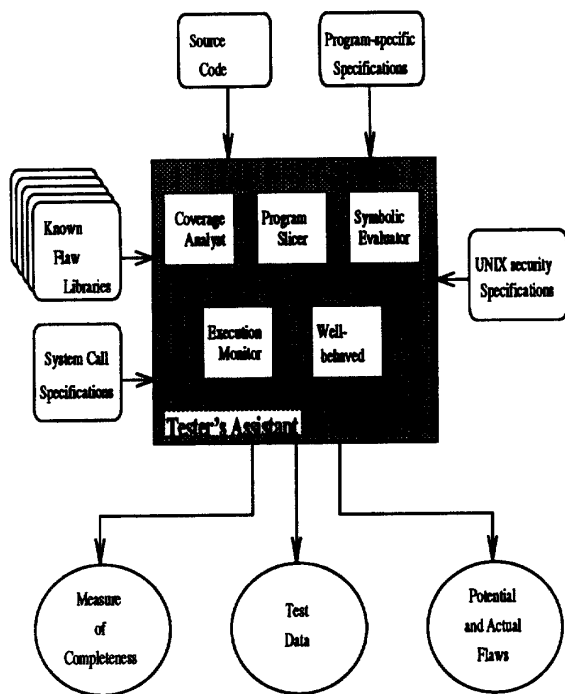 Source
Code
Program-specific
Specifications
Known
Flaw
Libraries
Coverage
Analyst
Program
Slicer
Symbolic
Evaluator
UNIX security
Specifications
System Call
Specifications
Execution
Monitor
Well-
behaved
Tester's Assistant
Measure
of
Completeness
Test
Data
Potential
and Actual
Flaws